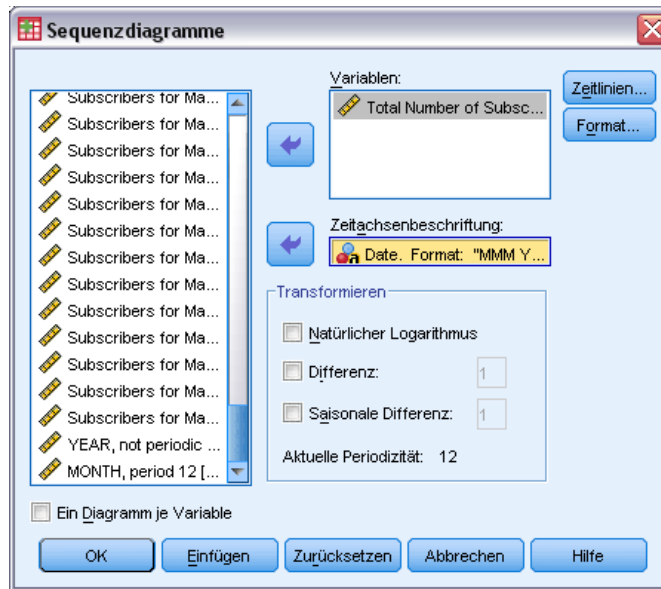 Sequenzdiagramme
Subscribers for Ma...
Subscribers for Ma...
Subscribers for Ma...
Subscribers for Ma...
Subscribers for Ma...
Subscribers for Ma...
Subscribers for Ma...
Subscribers for Ma...
Subscribers for Ma...
Subscribers for Ma...
Subscribers for Ma...
Subscribers for Ma...
Subscribers for Ma...
YEAR, not periodic ...
MONTH, period 12 [...
Variablen:
Total Number of Subsc...
Zeitachsenbeschriftung:
Date. Format: "MMM Y...
Transformieren
Natürlicher Logarithmus
Differenz: 1
Saisonale Differenz: 1
Aktuelle Periodizität: 12
Zeitlinien...
Format...
Ein Diagramm je Variable
OK Einfügen Zurücksetzen Abbrechen Hilfe